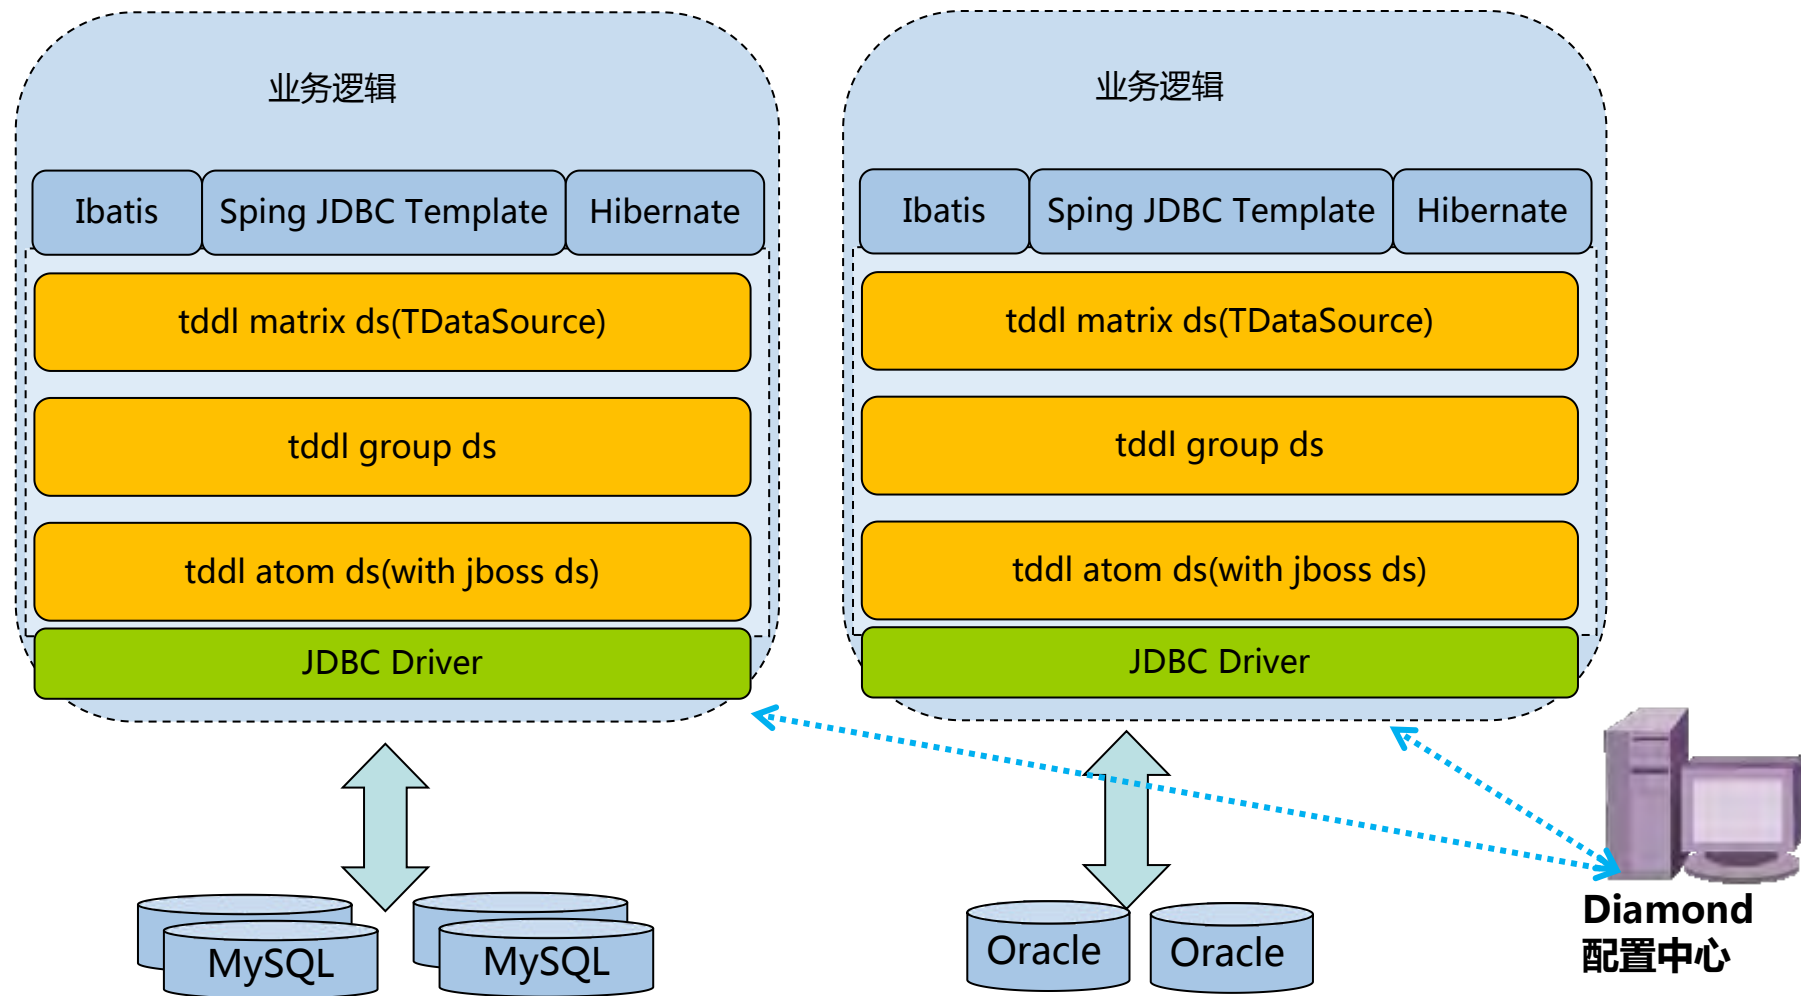 业务逻辑
Ibatis
Sping JDBC Template
Hibernate
tddl matrix ds(TDataSource)
tddl group ds
tddl atom ds(with jboss ds)
JDBC Driver
MySQL
MySQL
业务逻辑
Ibatis
Sping JDBC Template
Hibernate
tddl matrix ds(TDataSource)
tddl group ds
tddl atom ds(with jboss ds)
JDBC Driver
Oracle
Oracle
Diamond
配置中心